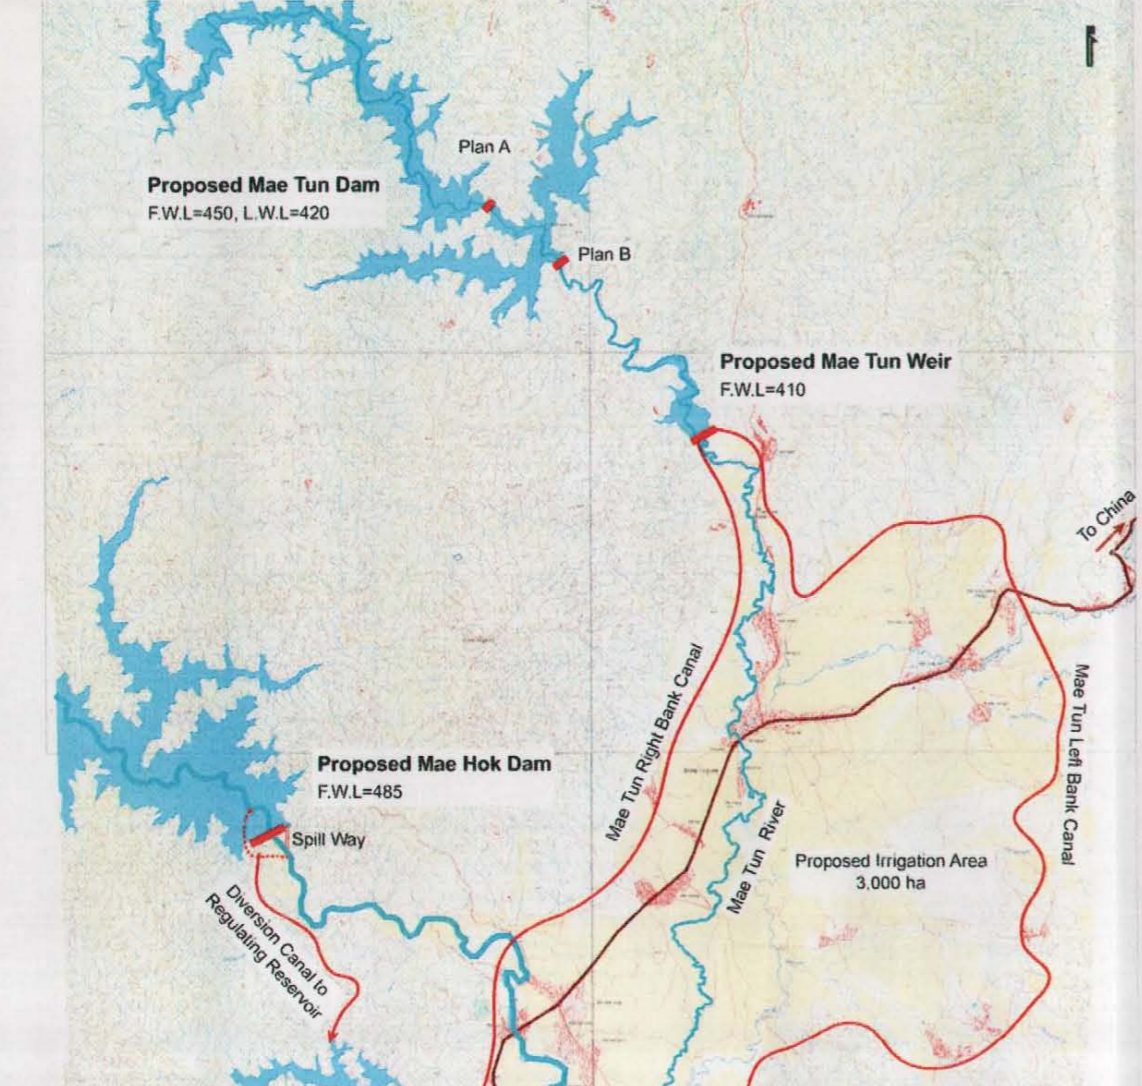 Plan A
Proposed Mae Tun Dam
F.W.L=450, L.W.L=420
Plan B
Proposed Mae Tun Weir
F.W.L=410
To China
Mae Tun Right Bank Canal
Mae Tun Left Bank Canal
Proposed Mae Hok Dam
F.W.L=485
Spill Way
Mae Tun River
Proposed Irrigation Area
3,000 ha
Diversion Canal to
Regulating Reservoir